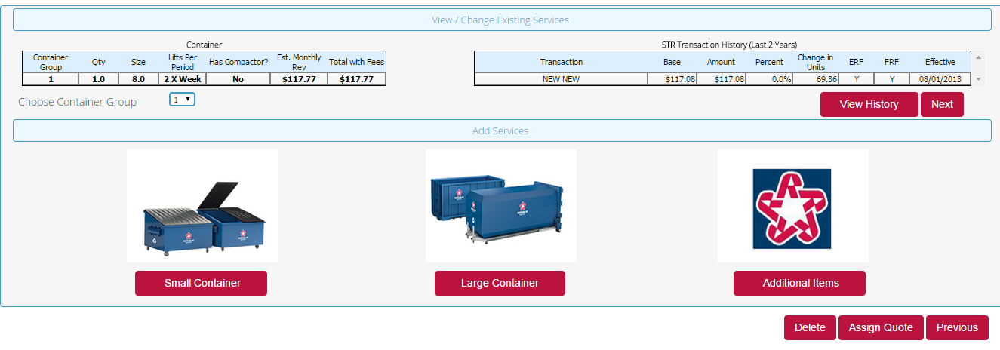 View / Change Existing Services
Container
Container Group Qty Size Lifts Per Period Has Compactor? Est. Monthly Rev Total with Fees
1 1.0 8.0 2 X Week No $117.77 $117.77
STR Transaction History (Last 2 Years)
Transaction Base Amount Percent Change in Units ERF FRF Effective
NEW NEW $117.08 $117.08 0.0% 69.36 Y Y 08/01/2013
Choose Container Group 1
View History Next
Add Services
Small Container
Large Container
Additional Items
Delete Assign Quote Previous